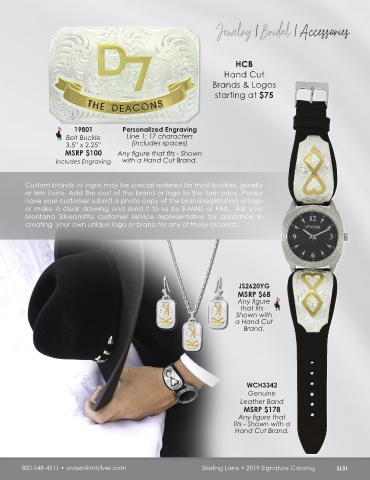 Jewelry | Bridal | Accessories
D7
THE DEACONS
HCB
Hand Cut
Brands & Logos
starting at $75
19801
Belt Buckle
3.5" x 2.25"
MSRP $100
Includes Engraving
Personalized Engraving
Line 1: 17 characters
(includes spaces)
Any figure that fits - Shown
with a Hand Cut Brand.
Custom brands or logos may be special ordered for most buckles, jewelry
or trim items. Add the cost of the brand or logo to the item price. Please
have your customer submit a photo copy of the brand registration or logo
or make a clear drawing and send it to us by E-MAIL or FAX. Ask your
Montana Silversmiths customer service representative for assistance in
creating your own unique logo or brand for any of these products.
JS2620YG
MSRP $68
Any figure
that fits -
Shown with
a Hand Cut
Brand.
WCH3342
Genuine
Leather Band
MSRP $178
Any figure that
fits - Shown with a
Hand Cut Brand.
800-548-4511 • orders@mtsilver.com
Sterling Lane • 2019 Signature Catalog
SL51